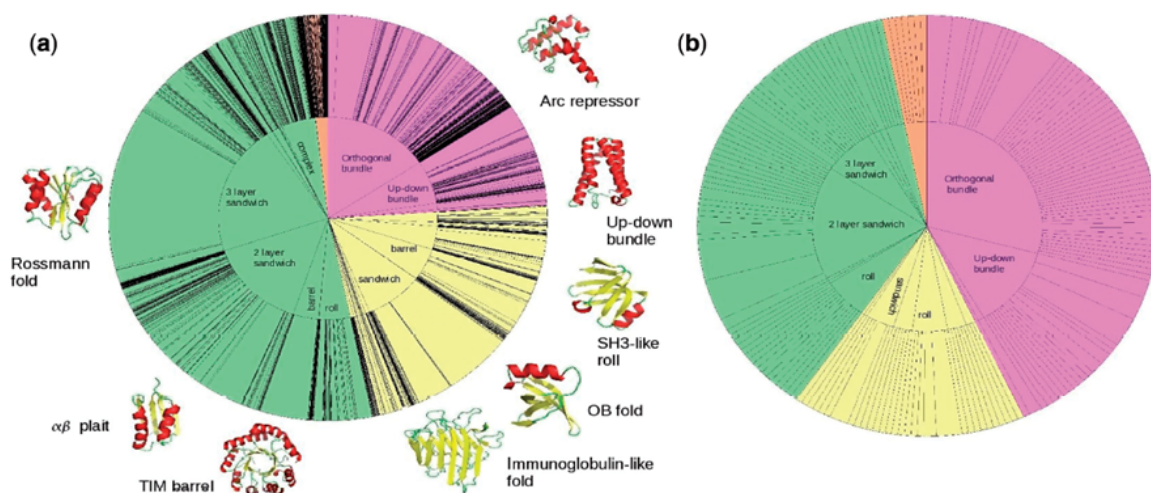 (a)
Arc repressor
Up-down
bundle
SH3-like
roll
OB fold
Immunoglobulin-like
fold
TIM barrel
αβ plait
Rossmann
fold
complex
Orthogonal
bundle
Up-down
bundle
barrel
sandwich
roll
barrel
2 layer
sandwich
3 layer
sandwich
(b)
3 layer
sandwich
Orthogonal
bundle
2 layer sandwich
Up-down
bundle
roll
sandwich
roll